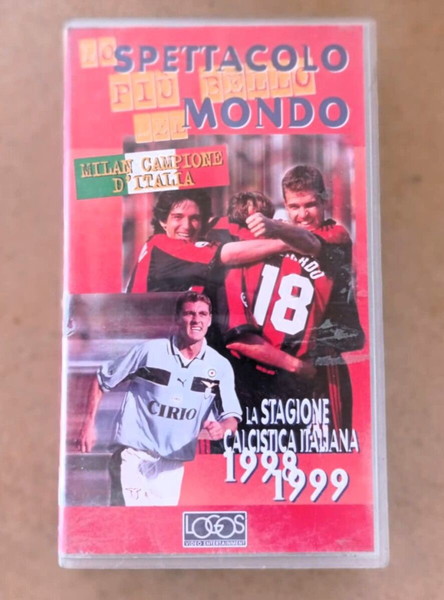 LO SPETTACOLO
PIÙ BELLO
DEL MONDO
MILAN CAMPIONE
D'ITALIA
18
CIRIO
LA STAGIONE
CALCISTICA ITALIANA
1998
1999
LOGOS
VIDEO ENTERTAINMENT